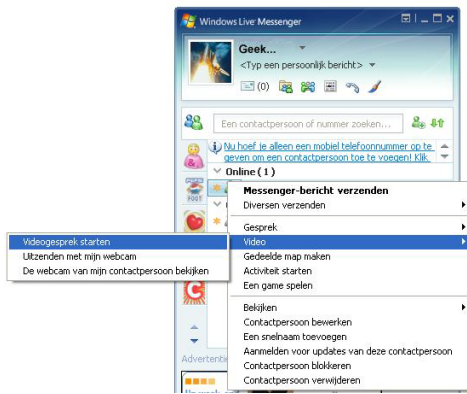 Windows Live Messenger
Geek...
<Typ een persoonlijk bericht>
(0)
Een contactpersoon of nummer zoeken...
Nu hoef je alleen een mobiel telefoonnummer op te
geven om een contactpersoon toe te voegen! Klik
Online (1)
Messenger-bericht verzenden
Diversen verzenden
Gesprek
Video
Gedeelde map maken
Activiteit starten
Een game spelen
Bekijken
Contactpersoon bewerken
Een snelnaam toevoegen
Aanmelden voor updates van deze contactpersoon
Contactpersoon blokkeren
Contactpersoon verwijderen
Videogesprek starten
Uitzenden met mijn webcam
De webcam van mijn contactpersoon bekijken
Advertentie